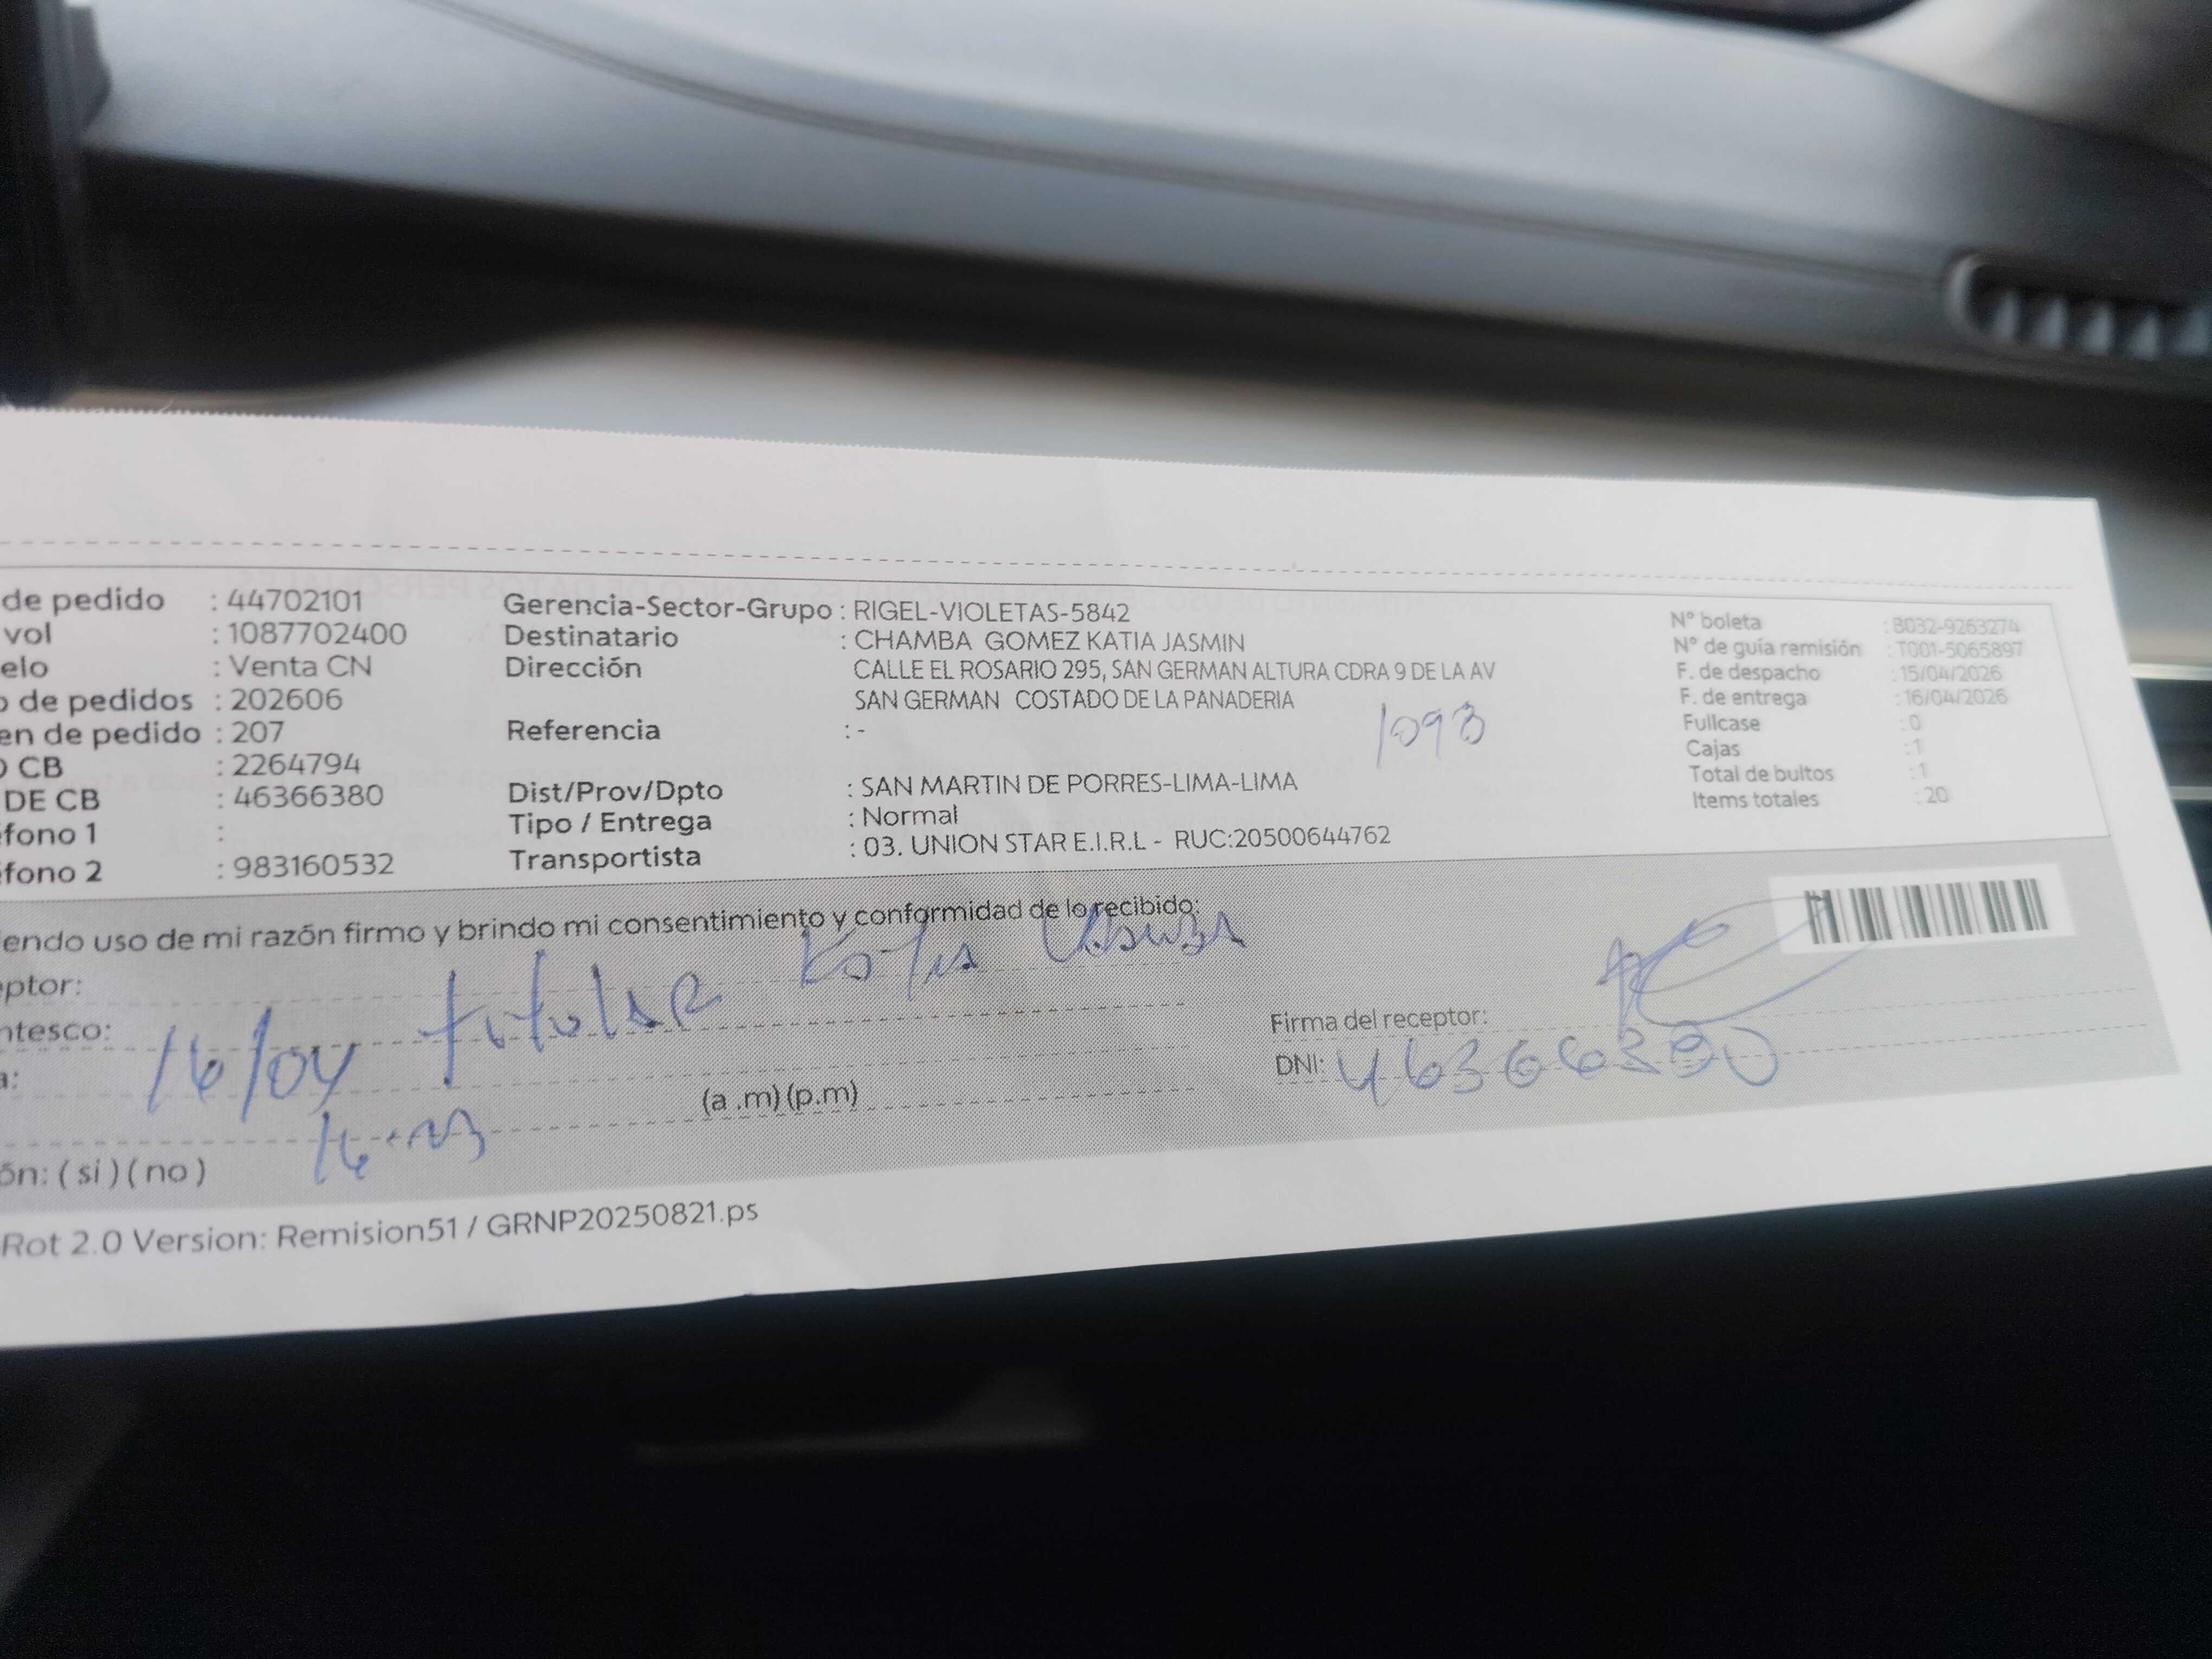 de pedido : 44702101
vol : 1087702400
elo : Venta CN
o de pedidos : 202606
en de pedido : 207
O CB : 2264794
DE CB : 46366380
éfono 1 :
éfono 2 : 983160532
Gerencia-Sector-Grupo : RIGEL-VIOLETAS-5842
Destinatario : CHAMBA GOMEZ KATIA JASMIN
Dirección CALLE EL ROSARIO 295, SAN GERMAN ALTURA CDRA 9 DE LA AV
SAN GERMAN COSTADO DE LA PANADERIA
Referencia : -
1093
Dist/Prov/Dpto : SAN MARTIN DE PORRES-LIMA-LIMA
Tipo / Entrega : Normal
Transportista : 03. UNION STAR E.I.R.L - RUC:20500644762
N° boleta : B032-9263274
N° de guía remisión : T001-5065897
F. de despacho : 15/04/2026
F. de entrega : 16/04/2026
Fullcase : 0
Cajas : 1
Total de bultos : 1
Items totales : 20
endo uso de mi razón firmo y brindo mi consentimiento y conformidad de lo recibido:
eptor: Katia
ntesco: titular
a: 16/04
(a .m) (p.m)
ón: ( si ) ( no )
Firma del receptor:
DNI: 46366380
Rot 2.0 Version: Remision51 / GRNP20250821.ps